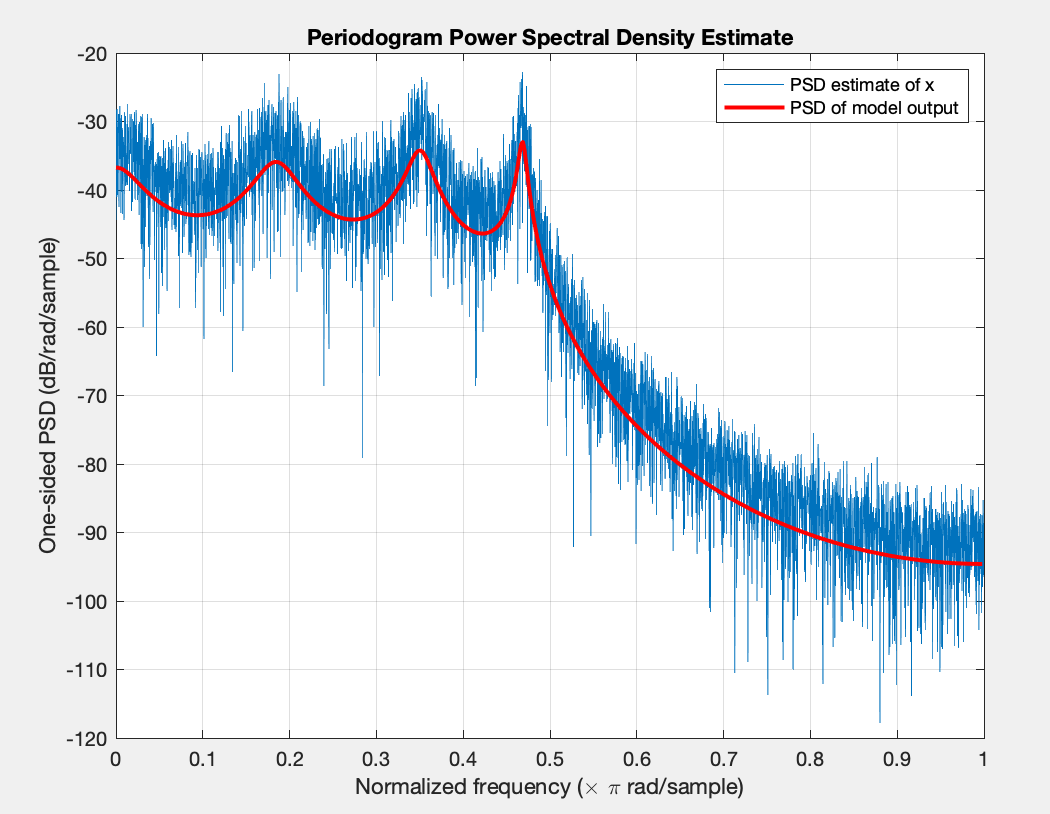 Periodogram Power Spectral Density Estimate
PSD estimate of x
PSD of model output
One-sided PSD (dB/rad/sample)
-20
-30
-40
-50
-60
-70
-80
-90
-100
-110
-120
0 0.1 0.2 0.3 0.4 0.5 0.6 0.7 0.8 0.9 1
Normalized frequency (× π rad/sample)